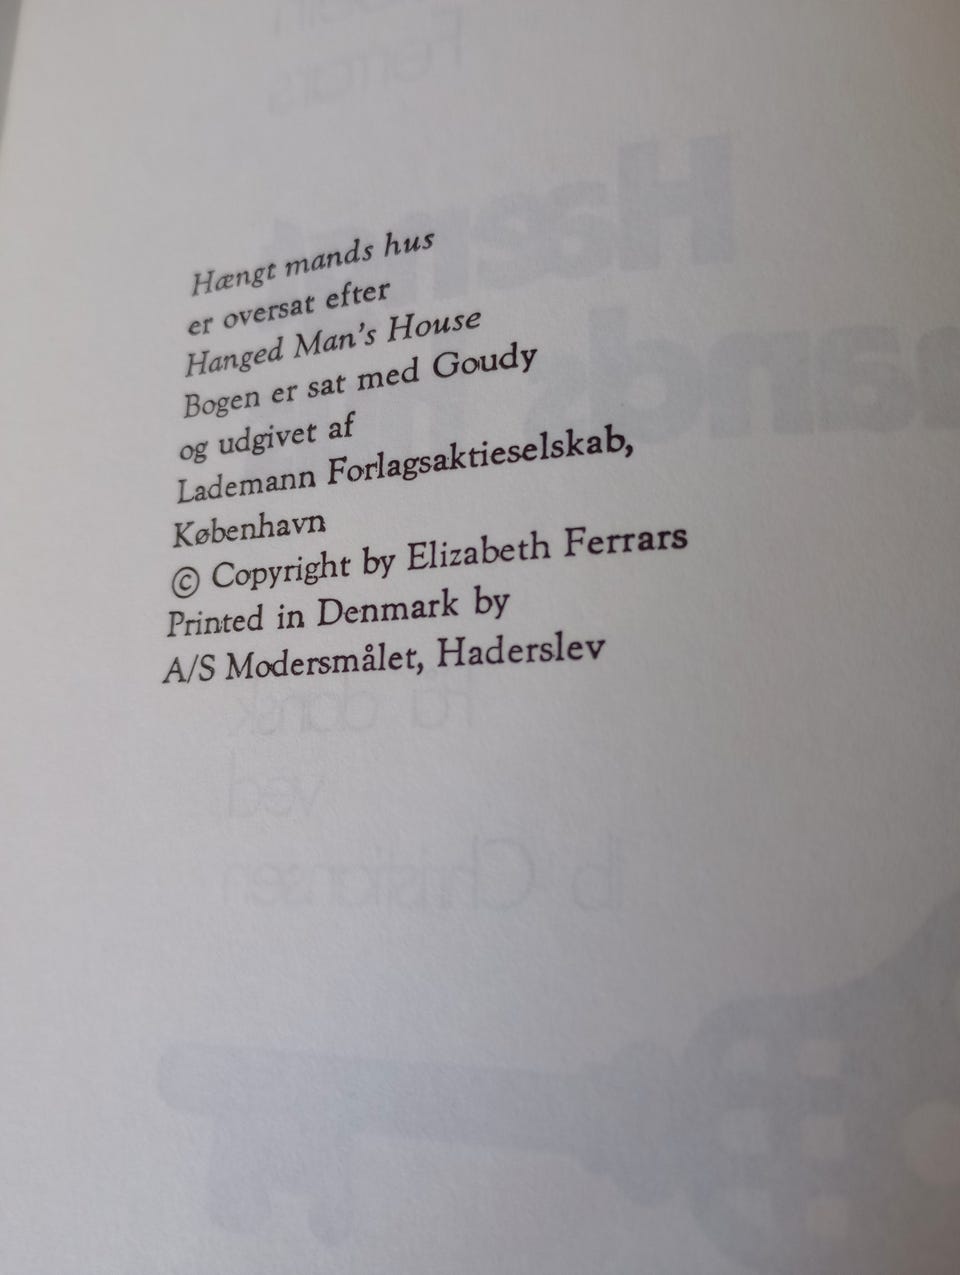 Hængt mands hus
er oversat efter
Hanged Man's House
Bogen er sat med Goudy
og udgivet af
Lademann Forlagsaktieselskab,
København
© Copyright by Elizabeth Ferrars
Printed in Denmark by
A/S Modersmålet, Haderslev